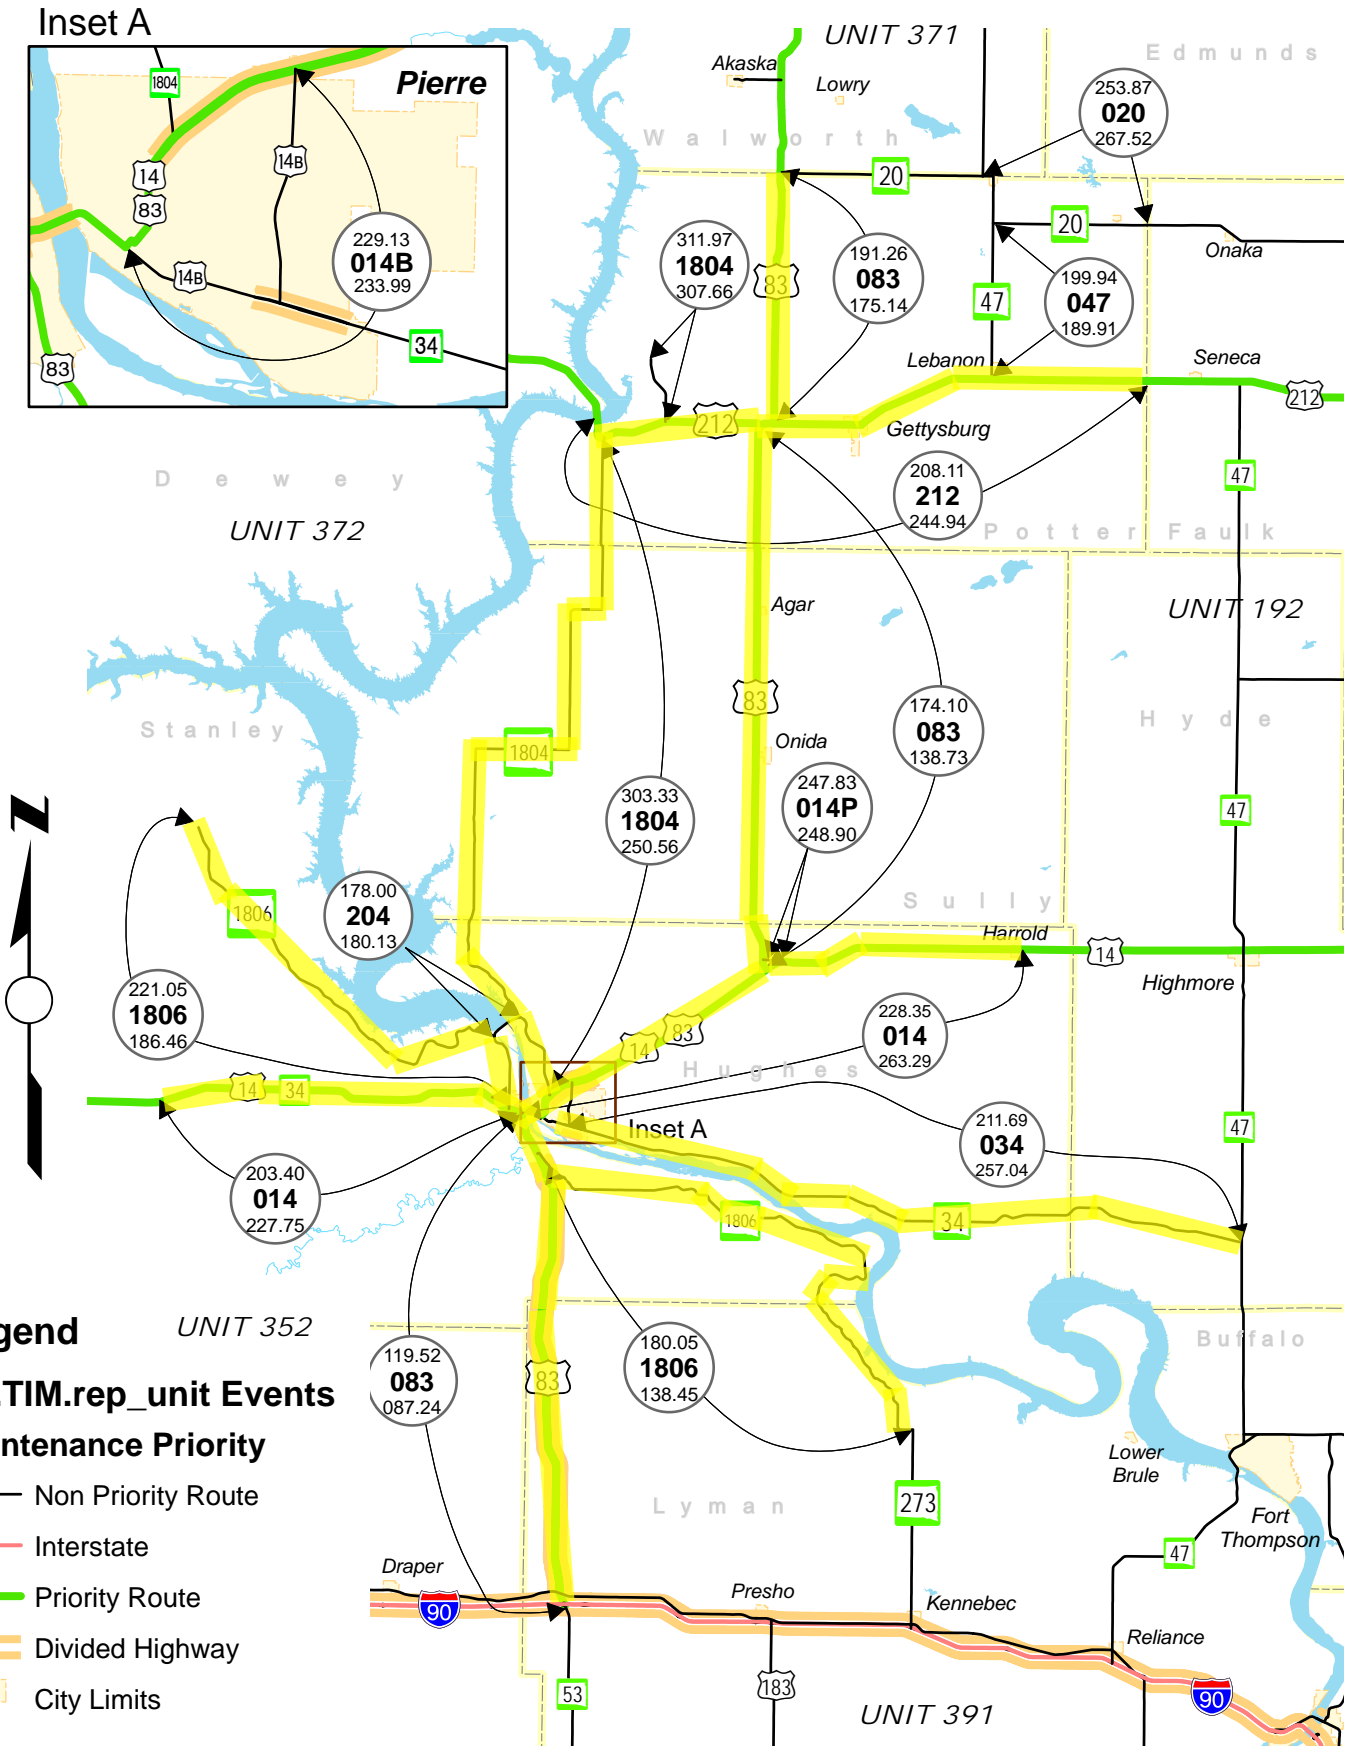 Inset A
1804
Pierre
14
83
14B
14B
229.13
014B
233.99
34
83
UNIT 371
Edmunds
Akaska
Lowry
Walworth
253.87
020
267.52
20
20
Onaka
311.97
1804
307.66
83
191.26
083
175.14
47
199.94
047
189.91
Lebanon
Seneca
212
212
Gettysburg
47
208.11
212
244.94
Dewey
UNIT 372
Potter
Faulk
Agar
UNIT 192
83
174.10
083
138.73
Stanley
Hyde
1804
Onida
N
303.33
1804
250.56
247.83
014P
248.90
47
178.00
204
180.13
1806
Sully
Harrold
14
Highmore
221.05
1806
186.46
228.35
014
263.29
83
14
Hughes
14
34
Inset A
211.69
034
257.04
47
203.40
014
227.75
1806
34
gend
UNIT 352
Buffalo
119.52
083
087.24
83
180.05
1806
138.45
.TIM.rep_unit Events
ntenance Priority
Lower
Brule
Non Priority Route
Lyman
273
Fort
Thompson
Interstate
47
Draper
Presho
Kennebec
Priority Route
90
Reliance
Divided Highway
City Limits
53
183
90
UNIT 391